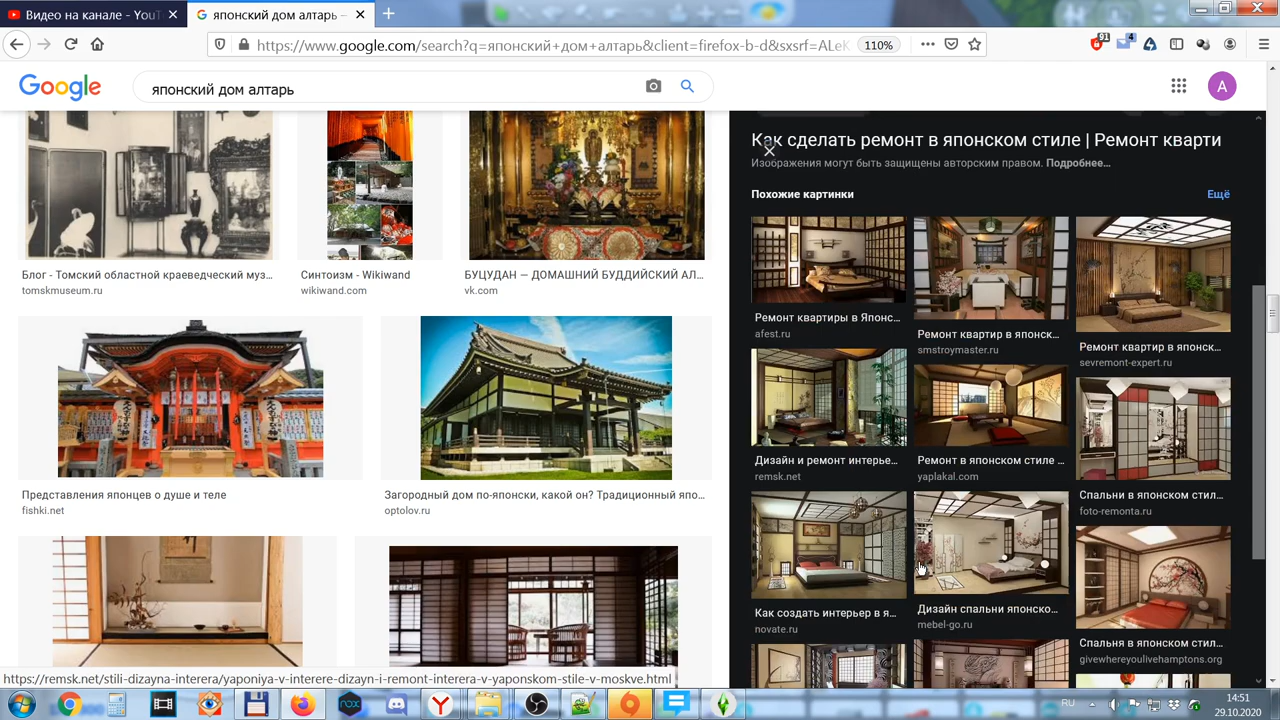 Видео на канале - YouT
японский дом алтарь –
https://www.google.com/search?q=японский+дом+алтарь&client=firefox-b-d&sxsrf=ALeK
110%
91
4
Google
японский дом алтарь
A
Как сделать ремонт в японском стиле | Ремонт кварти
Изображения могут быть защищены авторским правом. Подробнее...
Похожие картинки
Ещё
Блог - Томский областной краеведческий муз...
tomskmuseum.ru
Синтоизм - Wikiwand
wikiwand.com
БУЦУДАН — ДОМАШНИЙ БУДДИЙСКИЙ АЛ...
vk.com
Ремонт квартиры в Японс...
afest.ru
Ремонт квартир в японск...
smstroymaster.ru
Ремонт квартир в японск...
sevremont-expert.ru
Представления японцев о душе и теле
fishki.net
Загородный дом по-японски, какой он? Традиционный япо...
optolov.ru
Дизайн и ремонт интерье...
remsk.net
Ремонт в японском стиле ...
yaplakal.com
Спальни в японском стил...
foto-remonta.ru
Как создать интерьер в я...
novate.ru
Дизайн спальни японско...
mebel-go.ru
Спальня в японском стил...
givewhereyoulivehamptons.org
https://remsk.net/stili-dizayna-interera/yaponiya-v-interere-dizayn-i-remont-interera-v-yaponskom-stile-v-moskve.html
nox
RU
14:51
29.10.2020